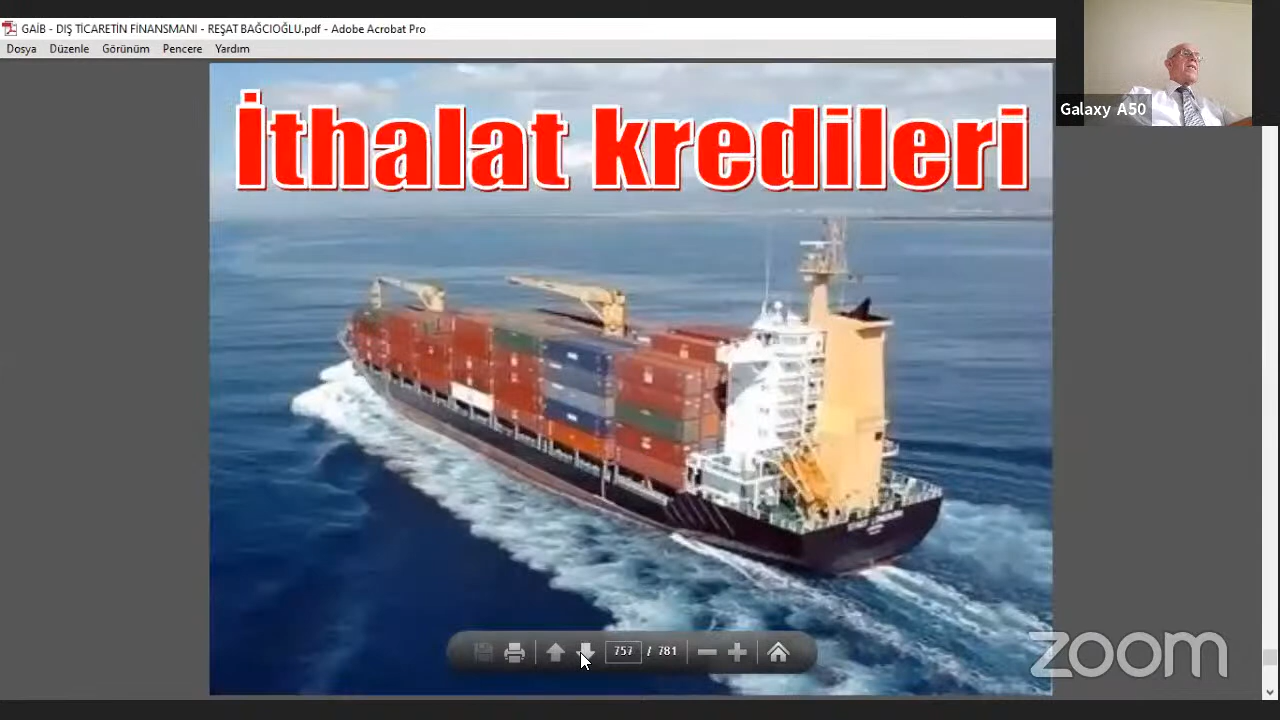 GAİB - DIŞ TİCARETİN FİNANSMANI - REŞAT BAĞCIOĞLU.pdf - Adobe Acrobat Pro
Dosya Düzenle Görünüm Pencere Yardım
Galaxy A50
İthalat kredileri
757 / 781
zoom